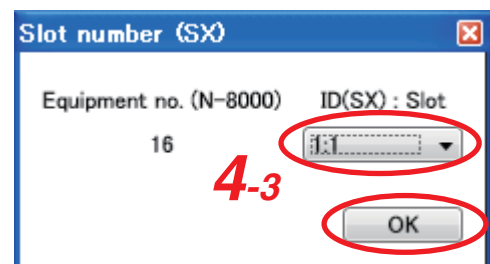 Slot number (SX)
Equipment no. (N-8000) ID(SX) : Slot
16 1:1
4-3
OK